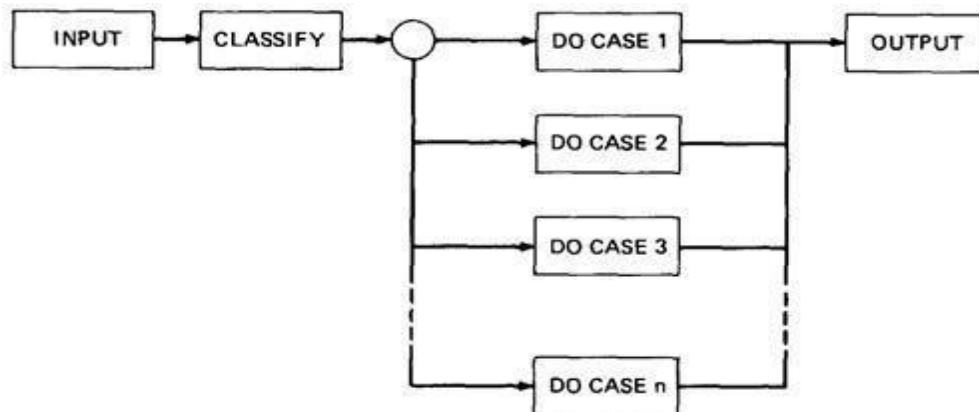 INPUT
CLASSIFY
DO CASE 1
OUTPUT
DO CASE 2
DO CASE 3
DO CASE n